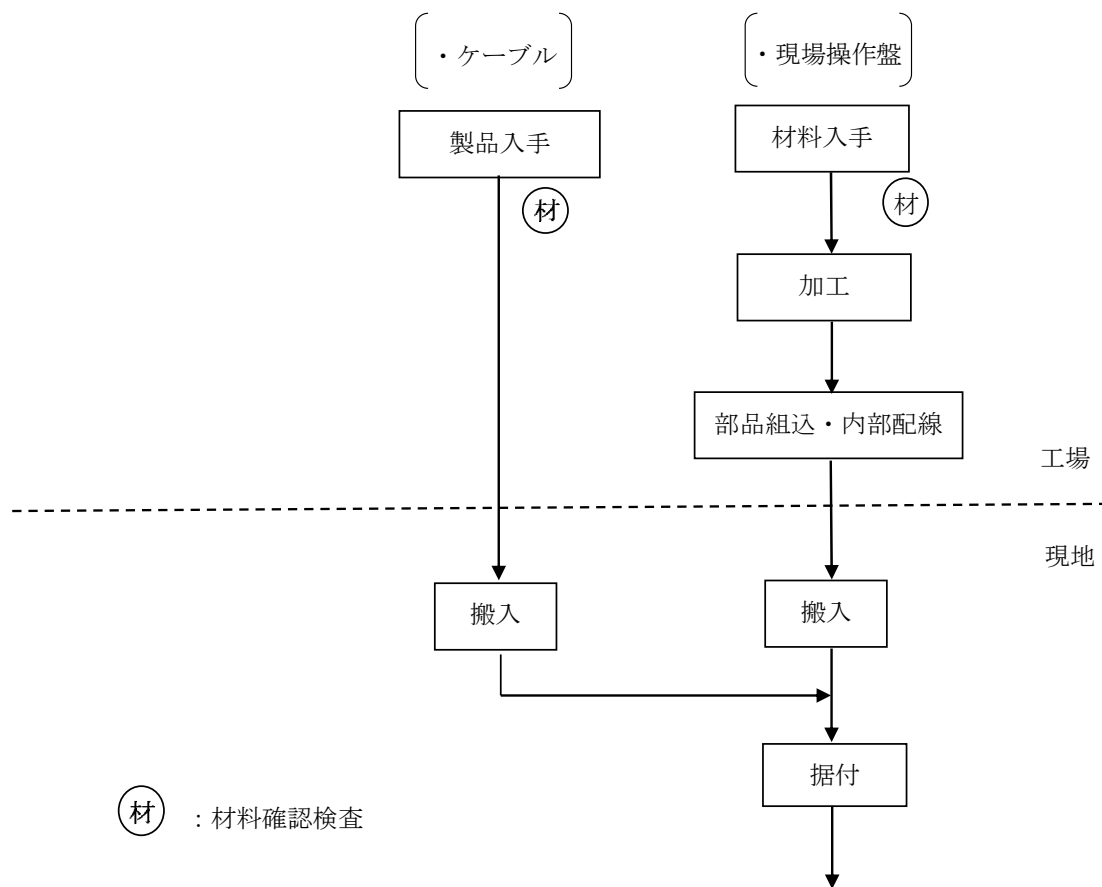 ・ケーブル
・現場操作盤
製品入手
材料入手
材
材
加工
部品組込・内部配線
工場
現地
搬入
搬入
据付
材 ：材料確認検査